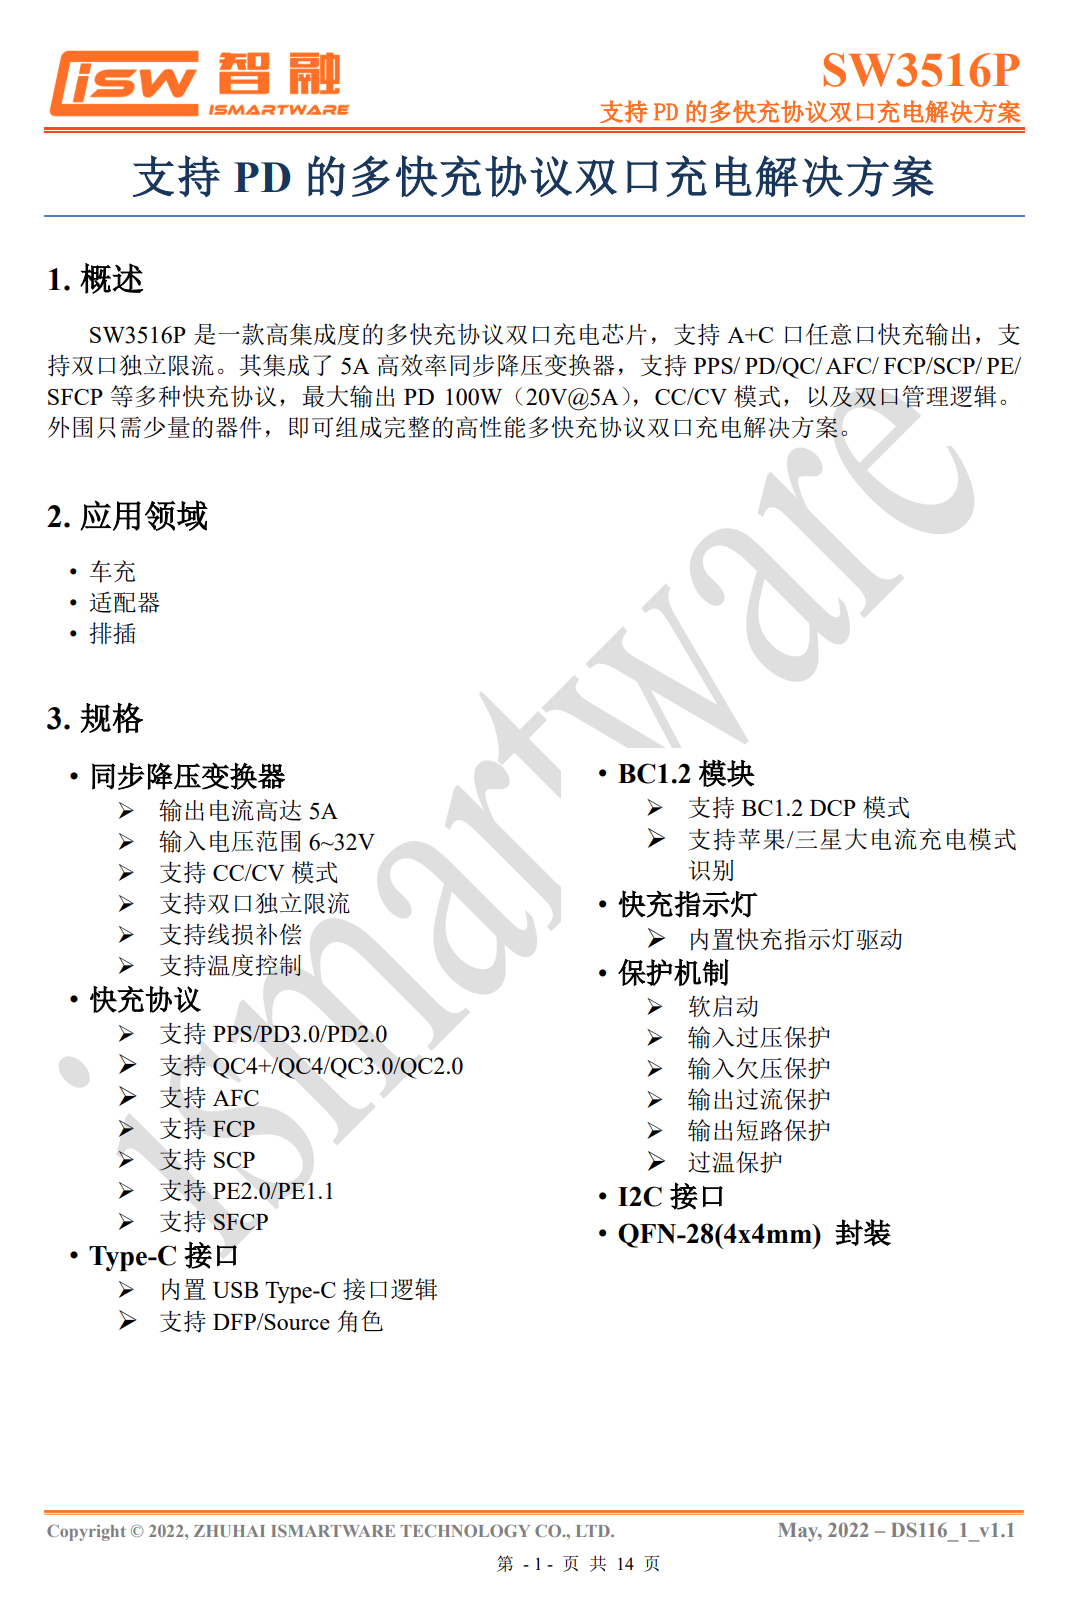 isw 智融
ISMARTWARE
SW3516P
支持 PD 的多快充协议双口充电解决方案
支持 PD 的多快充协议双口充电解决方案
1. 概述
SW3516P 是一款高集成度的多快充协议双口充电芯片，支持 A+C 口任意口快充输出，支
持双口独立限流。其集成了 5A 高效率同步降压变换器，支持 PPS/ PD/QC/ AFC/ FCP/SCP/ PE/
SFCP 等多种快充协议，最大输出 PD 100W（20V@5A），CC/CV 模式，以及双口管理逻辑。
外围只需少量的器件，即可组成完整的高性能多快充协议双口充电解决方案。
2. 应用领域
• 车充
• 适配器
• 排插
3. 规格
• 同步降压变换器
➢ 输出电流高达 5A
➢ 输入电压范围 6~32V
➢ 支持 CC/CV 模式
➢ 支持双口独立限流
➢ 支持线损补偿
➢ 支持温度控制
• 快充协议
➢ 支持 PPS/PD3.0/PD2.0
➢ 支持 QC4+/QC4/QC3.0/QC2.0
➢ 支持 AFC
➢ 支持 FCP
➢ 支持 SCP
➢ 支持 PE2.0/PE1.1
➢ 支持 SFCP
• Type-C 接口
➢ 内置 USB Type-C 接口逻辑
➢ 支持 DFP/Source 角色
• BC1.2 模块
➢ 支持 BC1.2 DCP 模式
➢ 支持苹果/三星大电流充电模式
识别
• 快充指示灯
➢ 内置快充指示灯驱动
• 保护机制
➢ 软启动
➢ 输入过压保护
➢ 输入欠压保护
➢ 输出过流保护
➢ 输出短路保护
➢ 过温保护
• I2C 接口
• QFN-28(4x4mm) 封装
ismartware
Copyright © 2022, ZHUHAI ISMARTWARE TECHNOLOGY CO., LTD.
May, 2022 – DS116_1_v1.1
第 - 1 - 页 共 14 页